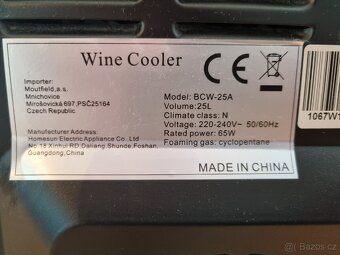 Wine Cooler
Importer:
Moutfield,a.s.
Mnichovice
Mirošovická 697,PSČ25164
Czech Republic
Manufacturer Address:
Homesun Electric Appliance Co.,Ltd
No.18,Xinhui RD,Daliang,Shunde,Foshan,
Guangdong,China
CE
Model: BCW-25A
Volume:25L
Climate class: N
Voltage: 220-240V~ 50/60Hz
Rated power: 65W
Foaming gas: cyclopentane
MADE IN CHINA
1067W1
bazos.cz